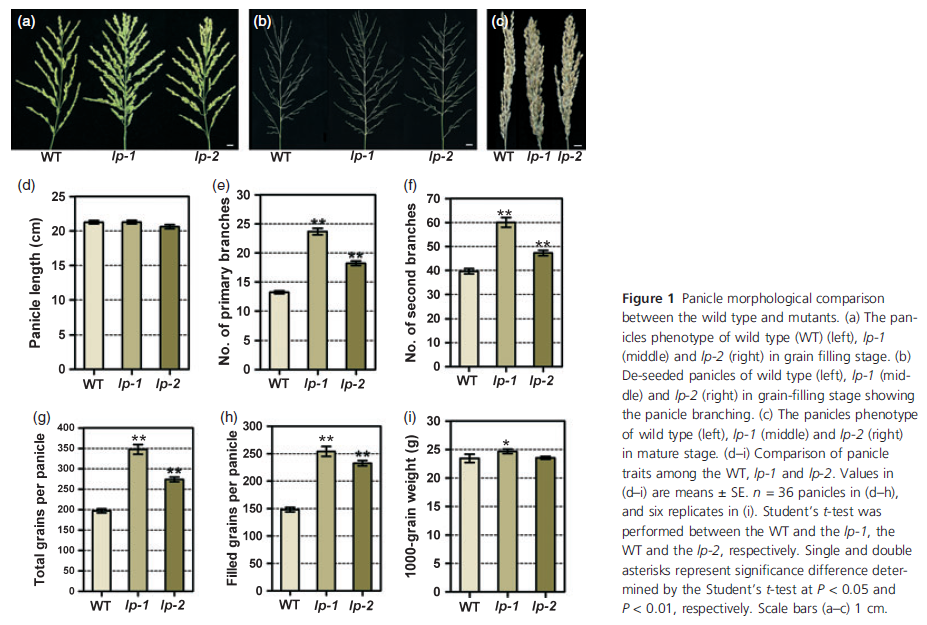 (a)
(b)
(c)
WT
lp-1
lp-2
WT
lp-1
lp-2
WT lp-1 lp-2
(d)
Panicle length (cm)
25
20
15
10
5
0
WT
lp-1
lp-2
(e)
No. of primary branches
30
25
20
15
10
5
0
**
**
WT
lp-1
lp-2
(f)
No. of second branches
70
60
50
40
30
20
10
0
**
**
WT
lp-1
lp-2
(g)
Total grains per panicle
400
350
300
250
200
150
100
50
0
**
**
WT
lp-1
lp-2
(h)
Filled grains per panicle
300
250
200
150
100
50
0
**
**
WT
lp-1
lp-2
(i)
1000-grain weight (g)
30
25
20
15
10
5
0
*
WT
lp-1
lp-2
Figure 1 Panicle morphological comparison
between the wild type and mutants. (a) The pan-
icles phenotype of wild type (WT) (left), lp-1
(middle) and lp-2 (right) in grain filling stage. (b)
De-seeded panicles of wild type (left), lp-1 (mid-
dle) and lp-2 (right) in grain-filling stage showing
the panicle branching. (c) The panicles phenotype
of wild type (left), lp-1 (middle) and lp-2 (right)
in mature stage. (d–i) Comparison of panicle
traits among the WT, lp-1 and lp-2. Values in
(d–i) are means ± SE. n = 36 panicles in (d–h),
and six replicates in (i). Student’s t-test was
performed between the WT and the lp-1, the
WT and the lp-2, respectively. Single and double
asterisks represent significance difference deter-
mined by the Student’s t-test at P < 0.05 and
P < 0.01, respectively. Scale bars (a–c) 1 cm.